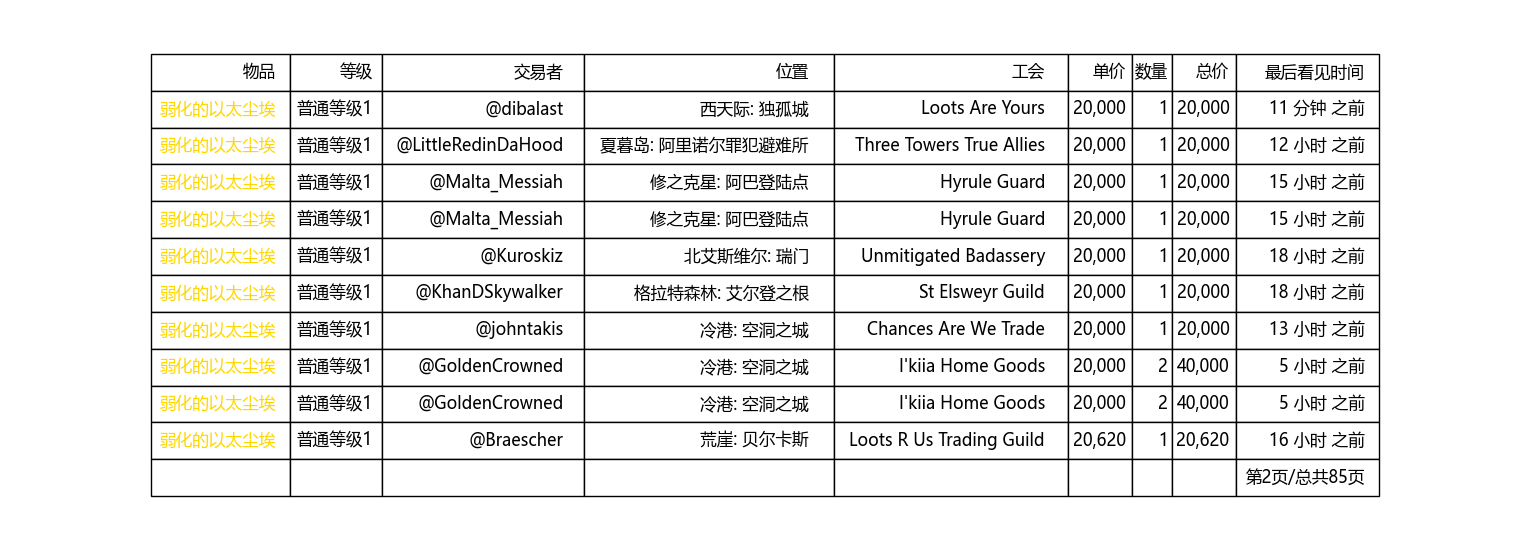 物品 等级 交易者 位置 工会 单价 数量 总价 最后看见时间
弱化的以太尘埃 普通等级1 @dibalast 西天际: 独孤城 Loots Are Yours 20,000 1 20,000 11 分钟 之前
弱化的以太尘埃 普通等级1 @LittleRedinDaHood 夏暮岛: 阿里诺尔罪犯避难所 Three Towers True Allies 20,000 1 20,000 12 小时 之前
弱化的以太尘埃 普通等级1 @Malta_Messiah 修之克星: 阿巴登陆点 Hyrule Guard 20,000 1 20,000 15 小时 之前
弱化的以太尘埃 普通等级1 @Malta_Messiah 修之克星: 阿巴登陆点 Hyrule Guard 20,000 1 20,000 15 小时 之前
弱化的以太尘埃 普通等级1 @Kuroskiz 北艾斯维尔: 瑞门 Unmitigated Badassery 20,000 1 20,000 18 小时 之前
弱化的以太尘埃 普通等级1 @KhanDSkywalker 格拉特森林: 艾尔登之根 St Elsweyr Guild 20,000 1 20,000 18 小时 之前
弱化的以太尘埃 普通等级1 @johntakis 冷港: 空洞之城 Chances Are We Trade 20,000 1 20,000 13 小时 之前
弱化的以太尘埃 普通等级1 @GoldenCrowned 冷港: 空洞之城 I'kiia Home Goods 20,000 2 40,000 5 小时 之前
弱化的以太尘埃 普通等级1 @GoldenCrowned 冷港: 空洞之城 I'kiia Home Goods 20,000 2 40,000 5 小时 之前
弱化的以太尘埃 普通等级1 @Braescher 荒崖: 贝尔卡斯 Loots R Us Trading Guild 20,620 1 20,620 16 小时 之前
第2页/总共85页